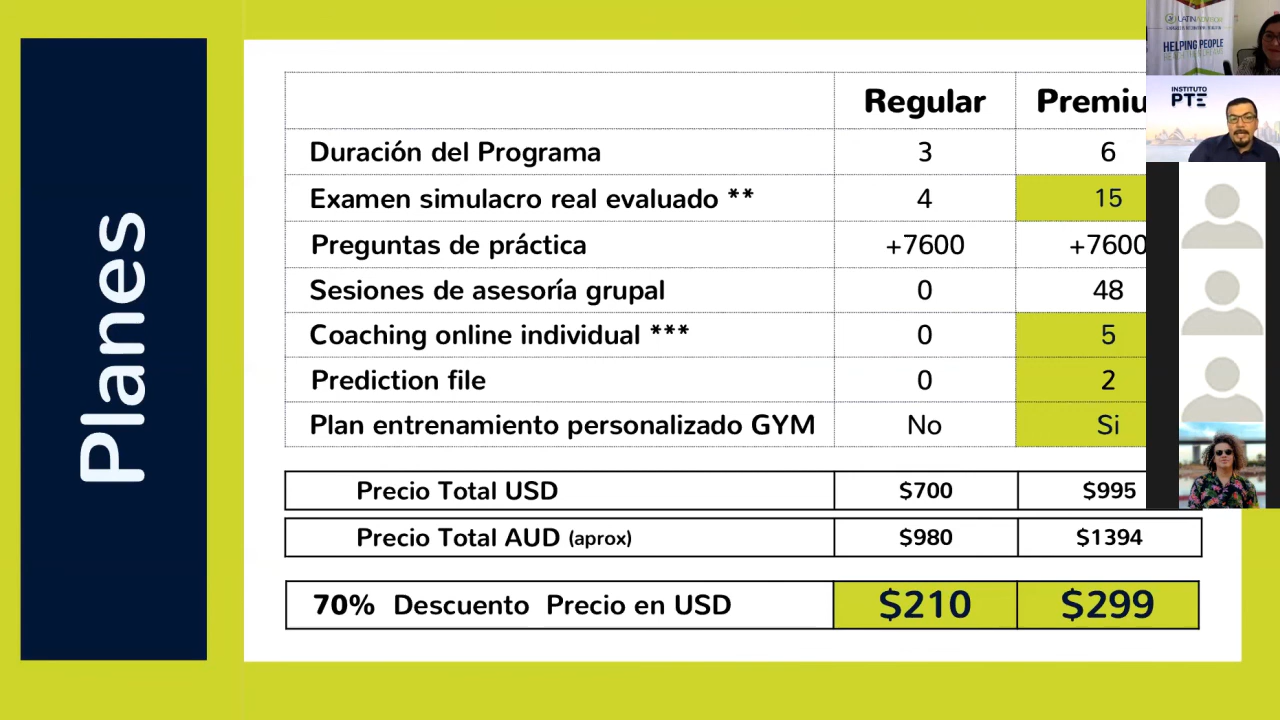 Planes
Regular Premiu
Duración del Programa 3 6
Examen simulacro real evaluado ** 4 15
Preguntas de práctica +7600 +7600
Sesiones de asesoría grupal 0 48
Coaching online individual *** 0 5
Prediction file 0 2
Plan entrenamiento personalizado GYM No Si
Precio Total USD $700 $995
Precio Total AUD (aprox) $980 $1394
70% Descuento Precio en USD $210 $299
HELPING PEOPLE
INSTITUTO
PTE